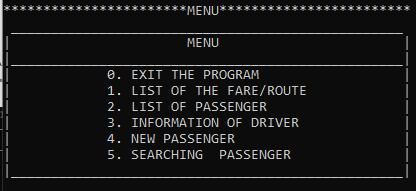 ***********************MENU************************
MENU
0. EXIT THE PROGRAM
1. LIST OF THE FARE/ROUTE
2. LIST OF PASSENGER
3. INFORMATION OF DRIVER
4. NEW PASSENGER
5. SEARCHING  PASSENGER